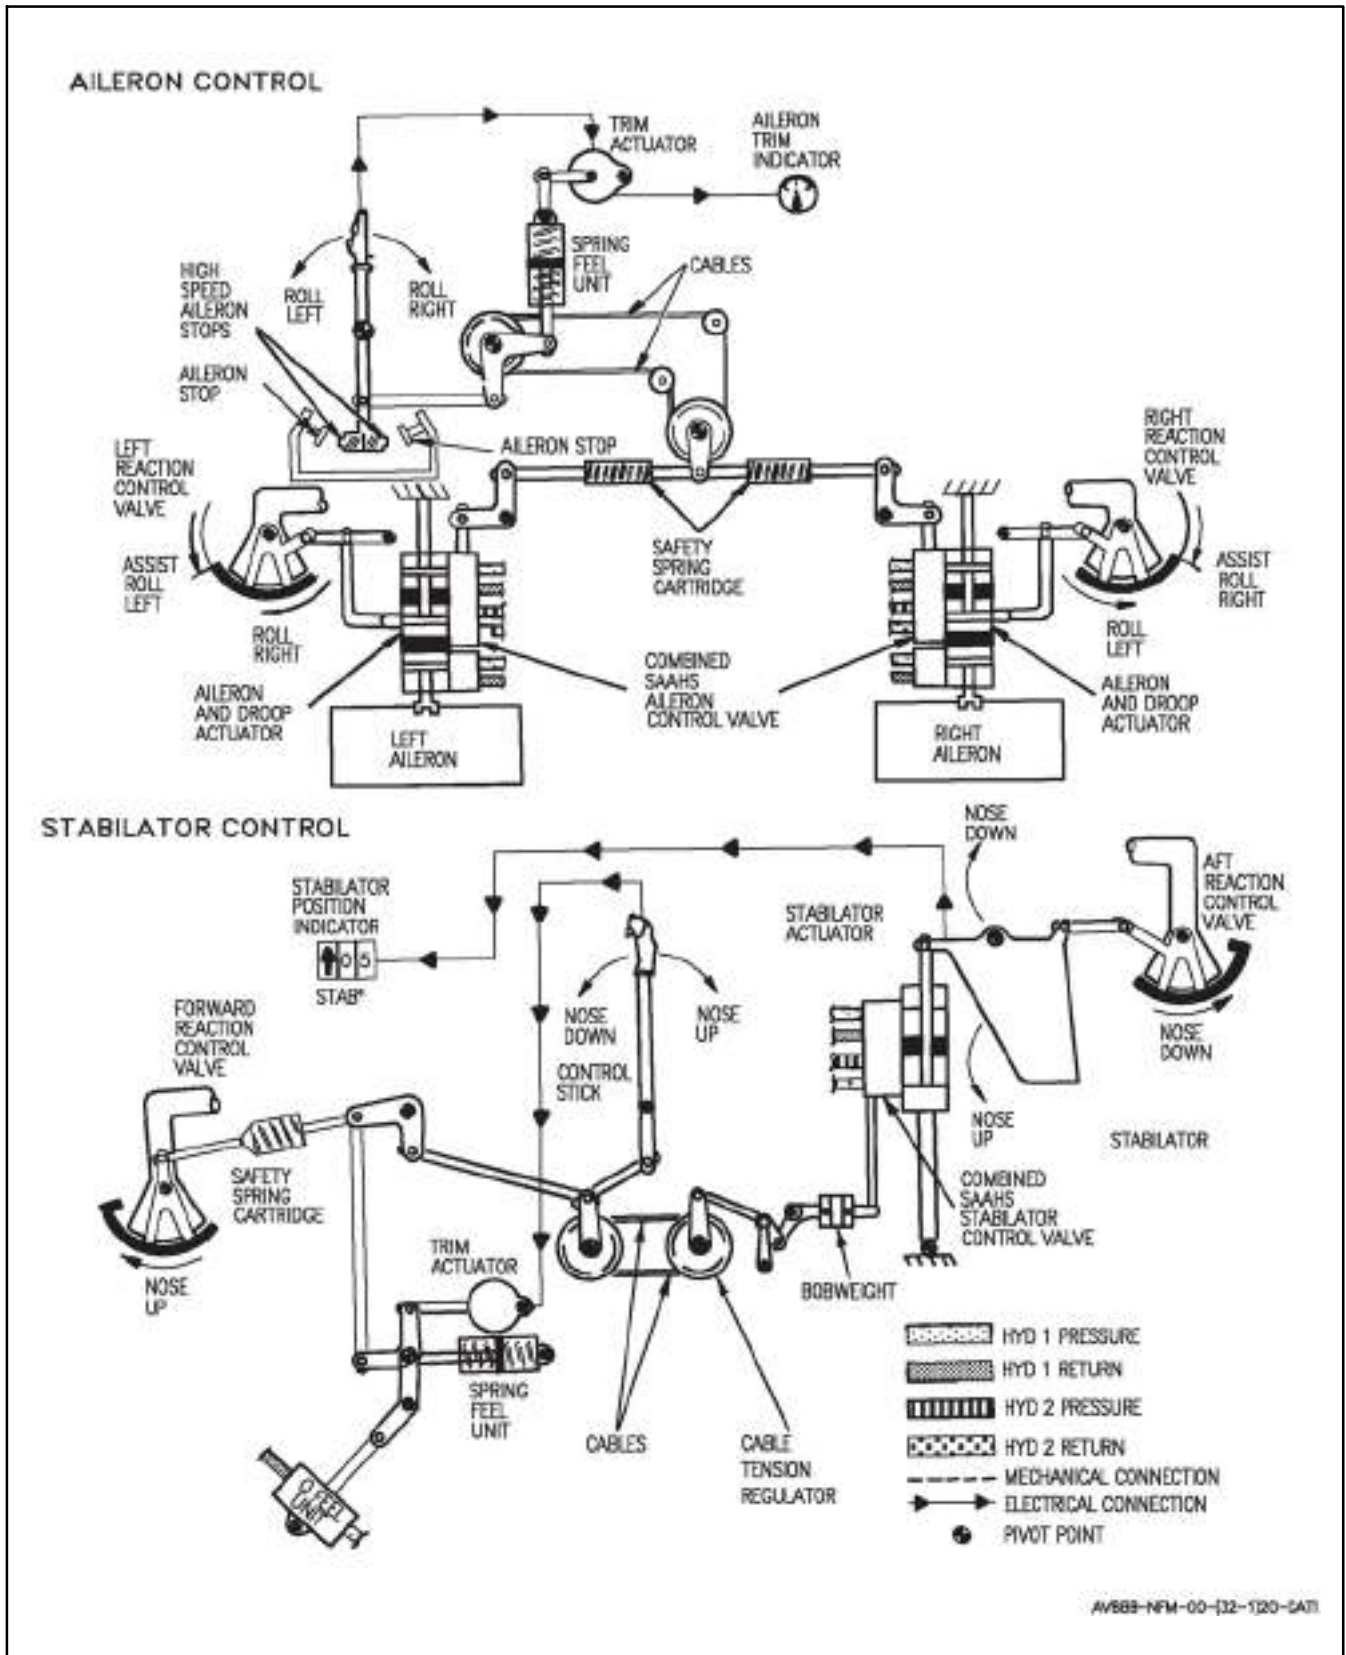 AILERON CONTROL
TRIM
ACTUATOR
AILERON
TRIM
INDICATOR
HIGH
SPEED
AILERON
STOPS
ROLL
LEFT
ROLL
RIGHT
SPRING
FEEL
UNIT
CABLES
AILERON
STOP
AILERON STOP
LEFT
REACTION
CONTROL
VALVE
RIGHT
REACTION
CONTROL
VALVE
ASSIST
ROLL
LEFT
ROLL
RIGHT
SAFETY
SPRING
CARTRIDGE
ASSIST
ROLL
RIGHT
ROLL
LEFT
AILERON
AND DROOP
ACTUATOR
COMBINED
SAAHS
AILERON
CONTROL VALVE
AILERON
AND DROOP
ACTUATOR
LEFT
AILERON
RIGHT
AILERON
STABILATOR CONTROL
NOSE
DOWN
STABILATOR
POSITION
INDICATOR
05
STAB°
STABILATOR
ACTUATOR
AFT
REACTION
CONTROL
VALVE
FORWARD
REACTION
CONTROL
VALVE
NOSE
DOWN
NOSE
UP
CONTROL
STICK
NOSE
DOWN
NOSE
UP
STABILATOR
SAFETY
SPRING
CARTRIDGE
COMBINED
SAAHS
STABILATOR
CONTROL VALVE
NOSE
UP
TRIM
ACTUATOR
BOBWEIGHT
SPRING
FEEL
UNIT
CABLES
CABLE
TENSION
REGULATOR
Q FEEL
UNIT
HYD 1 PRESSURE
HYD 1 RETURN
HYD 2 PRESSURE
HYD 2 RETURN
MECHANICAL CONNECTION
ELECTRICAL CONNECTION
PIVOT POINT